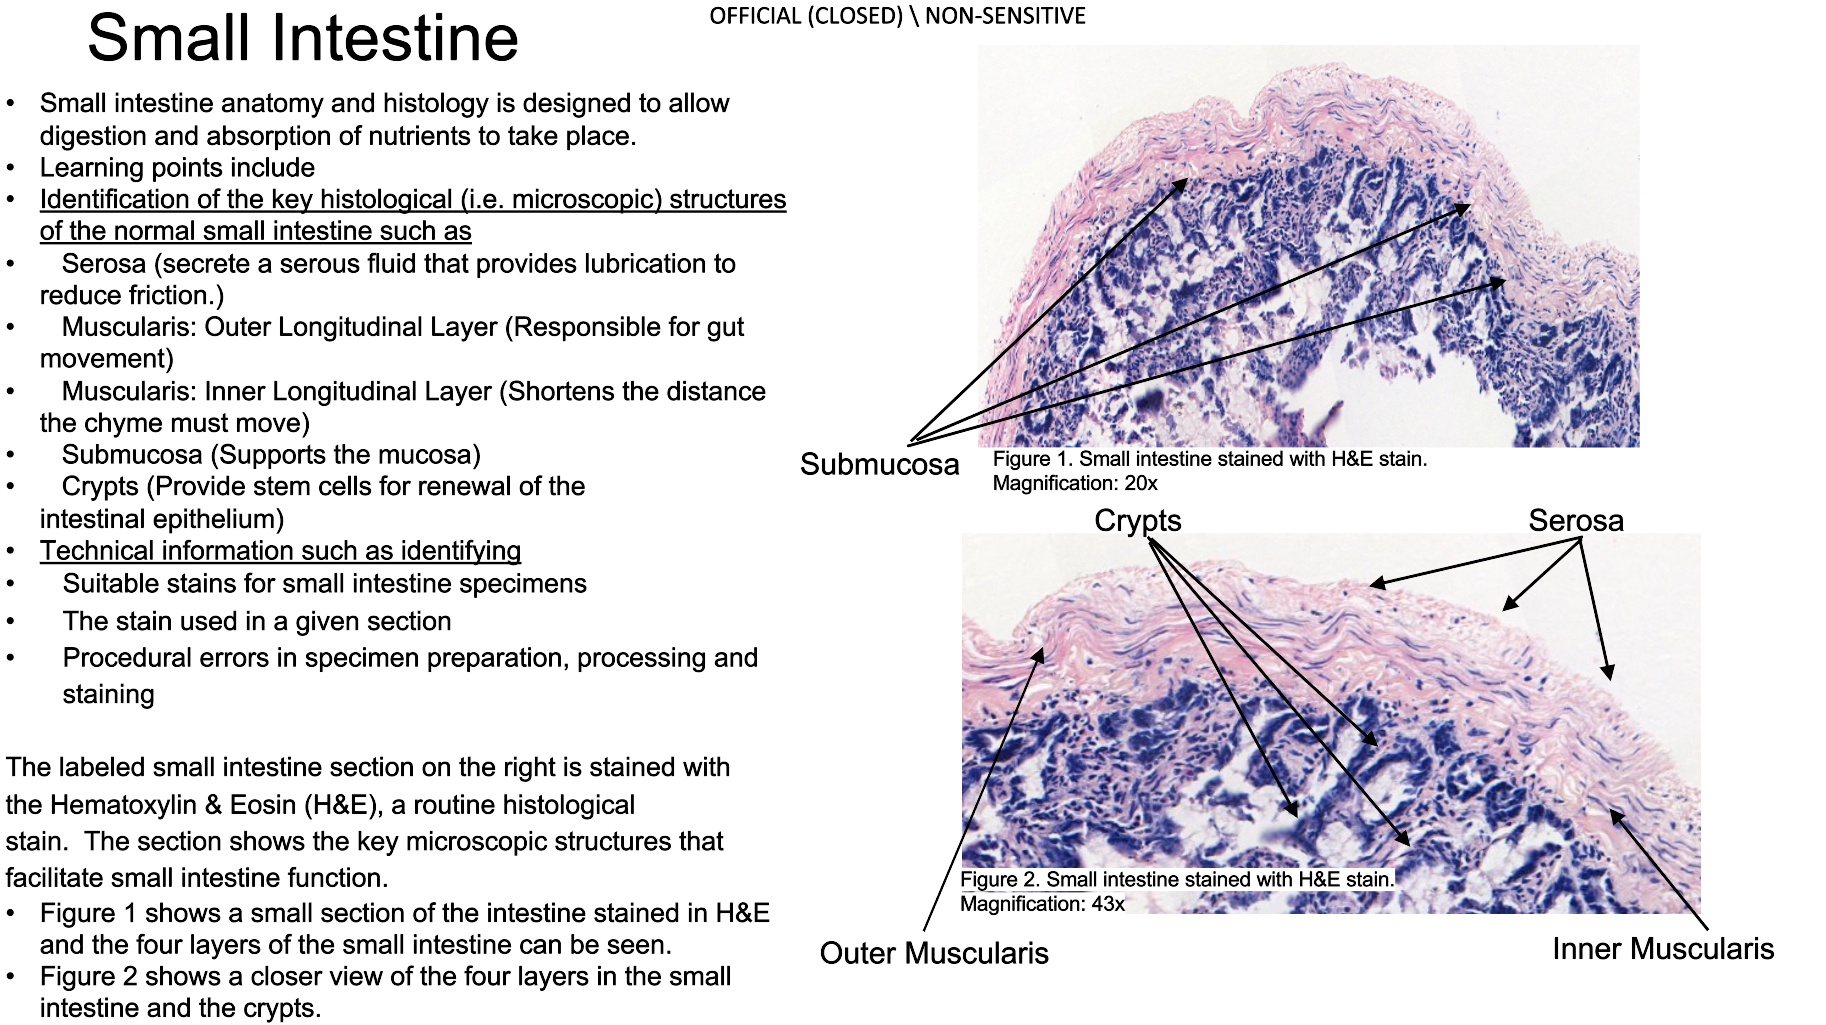 OFFICIAL (CLOSED) \ NON-SENSITIVE
Small Intestine
• Small intestine anatomy and histology is designed to allow
digestion and absorption of nutrients to take place.
• Learning points include
• Identification of the key histological (i.e. microscopic) structures
of the normal small intestine such as
• Serosa (secrete a serous fluid that provides lubrication to
reduce friction.)
• Muscularis: Outer Longitudinal Layer (Responsible for gut
movement)
• Muscularis: Inner Longitudinal Layer (Shortens the distance
the chyme must move)
• Submucosa (Supports the mucosa)
• Crypts (Provide stem cells for renewal of the
intestinal epithelium)
• Technical information such as identifying
• Suitable stains for small intestine specimens
• The stain used in a given section
• Procedural errors in specimen preparation, processing and
staining
The labeled small intestine section on the right is stained with
the Hematoxylin & Eosin (H&E), a routine histological
stain. The section shows the key microscopic structures that
facilitate small intestine function.
• Figure 1 shows a small section of the intestine stained in H&E
and the four layers of the small intestine can be seen.
• Figure 2 shows a closer view of the four layers in the small
intestine and the crypts.
Submucosa
Figure 1. Small intestine stained with H&E stain.
Magnification: 20x
Crypts
Serosa
Figure 2. Small intestine stained with H&E stain.
Magnification: 43x
Outer Muscularis
Inner Muscularis